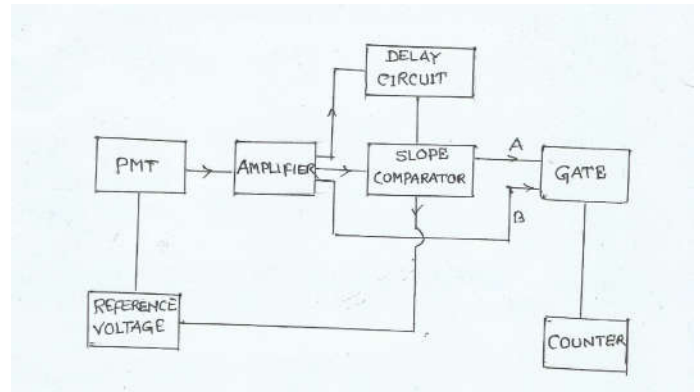 DELAY
CIRCUIT
PMT
AMPLIFIER
SLOPE
COMPARATOR
A
GATE
B
REFERENCE
VOLTAGE
COUNTER